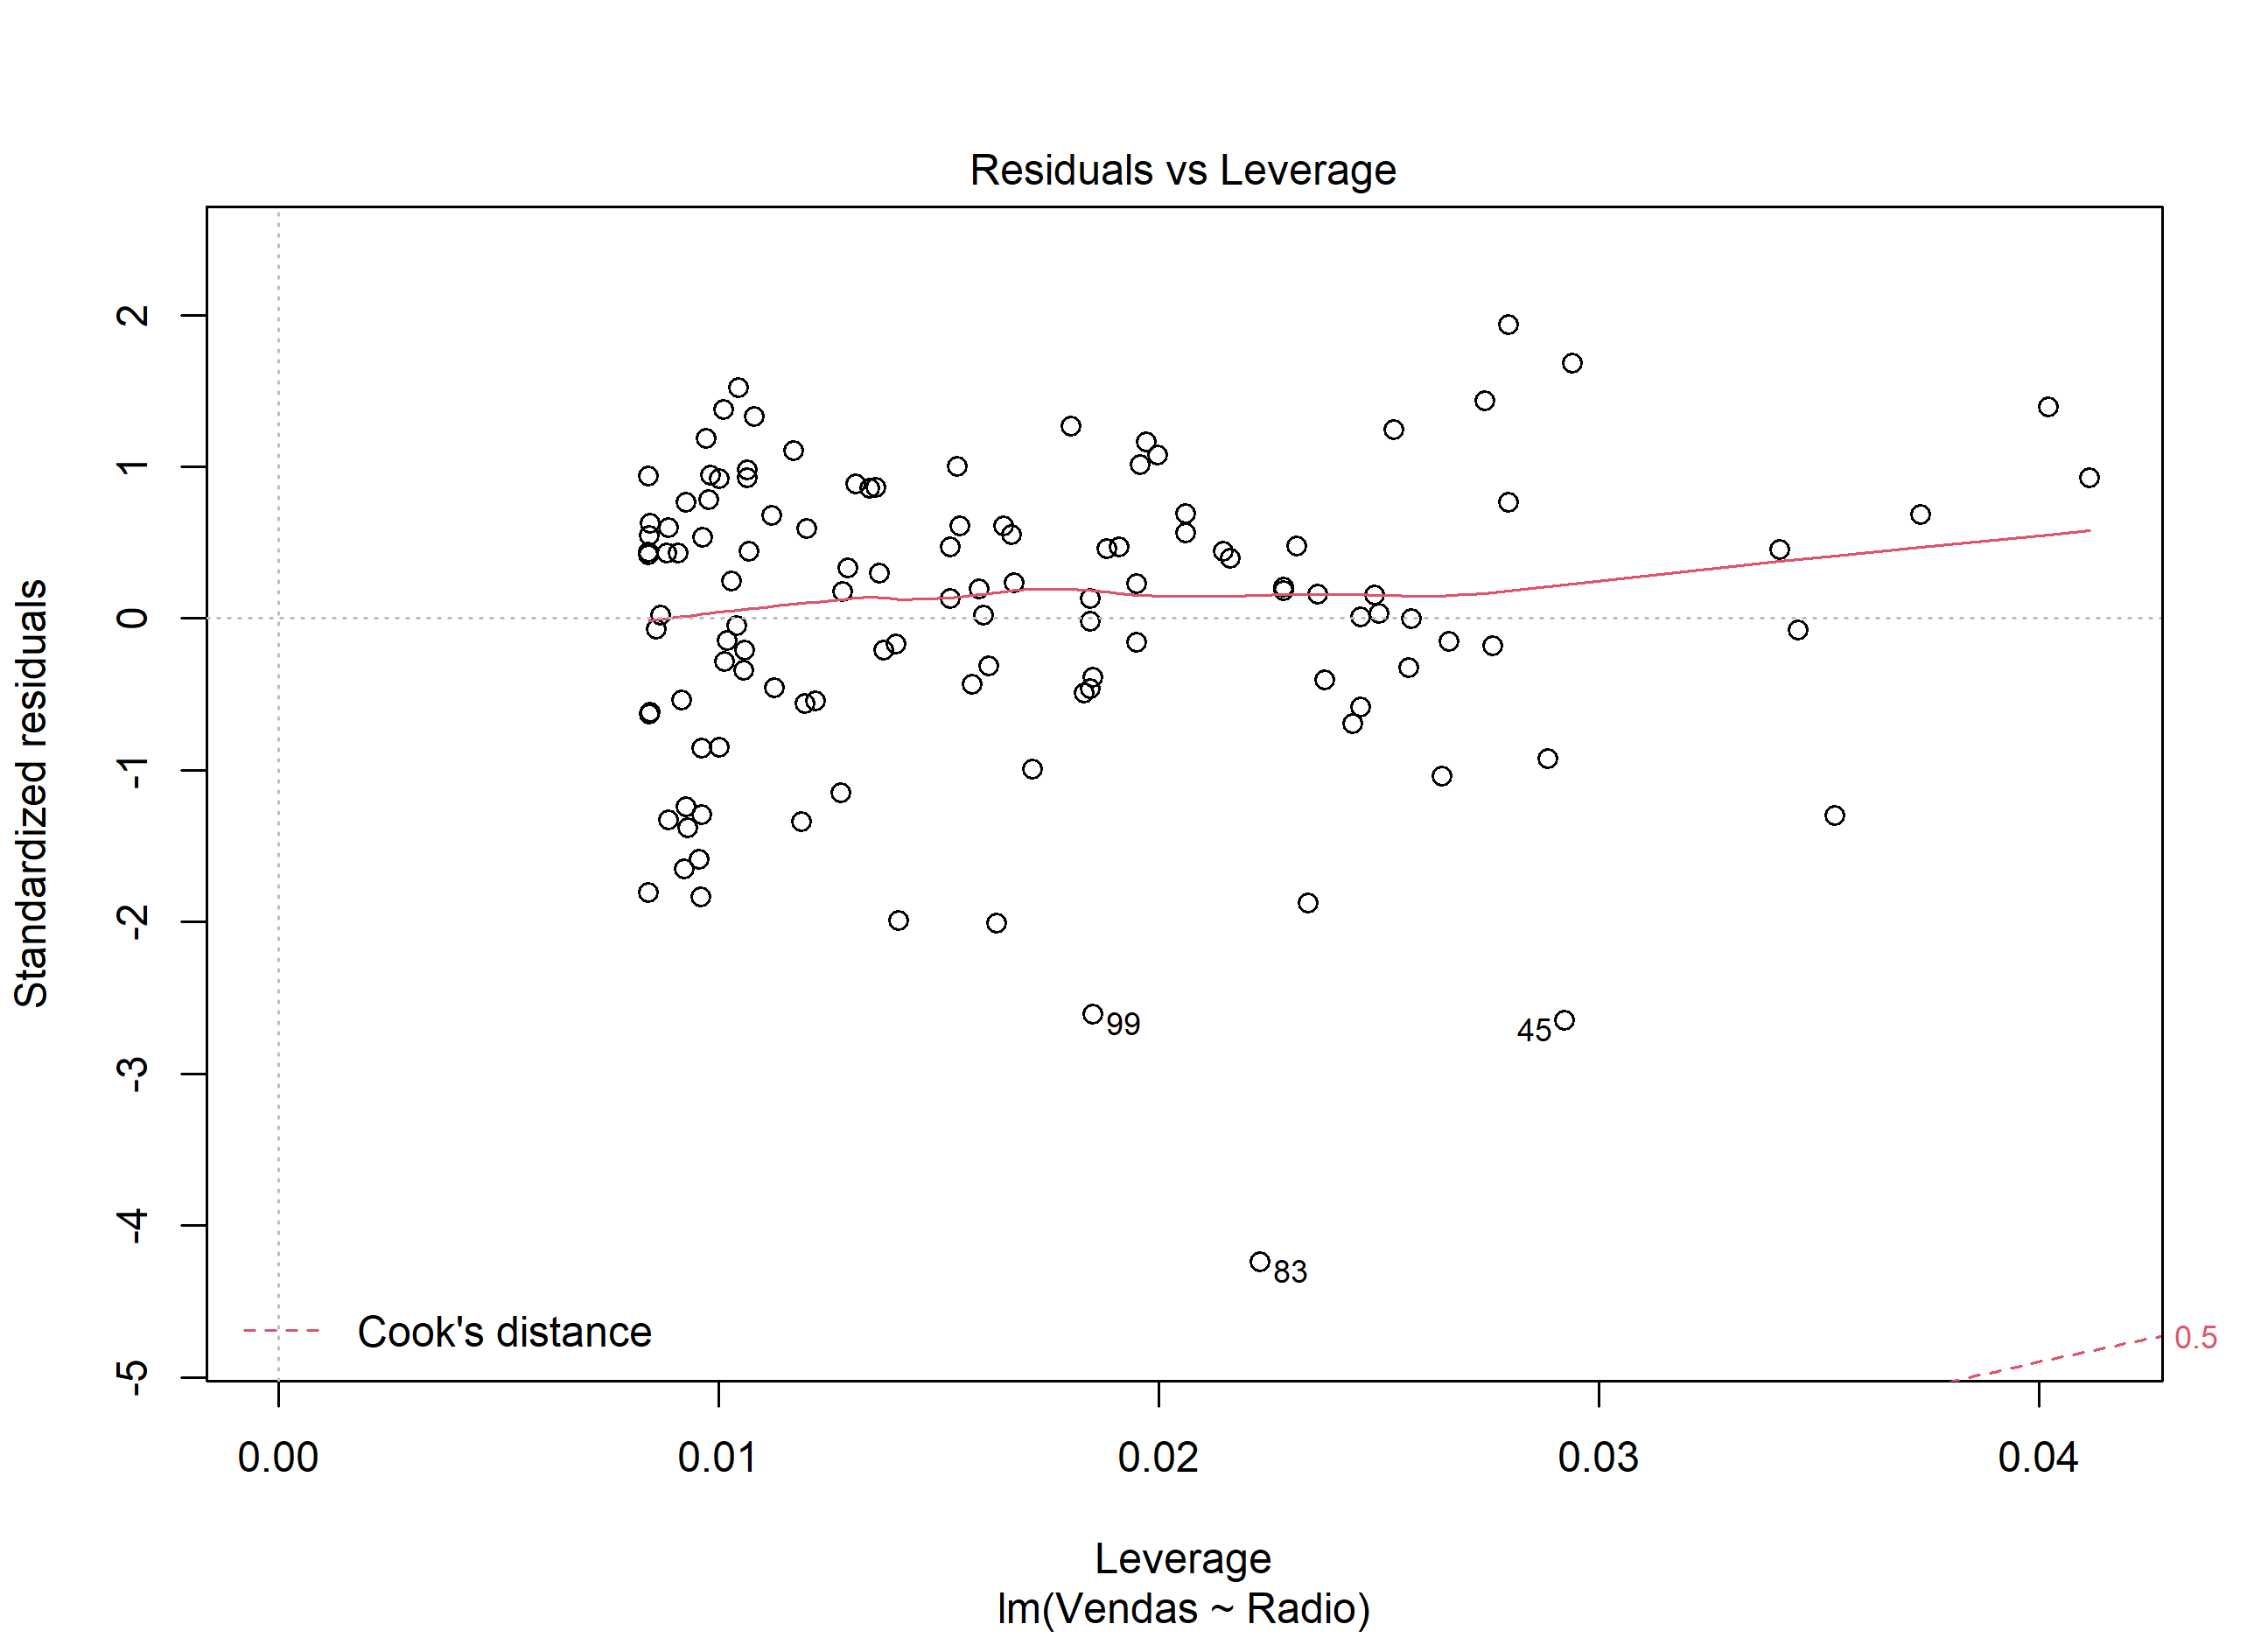 Residuals vs Leverage
Standardized residuals
2
1
0
-1
-2
-3
-4
-5
99
45
83
Cook's distance
0.5
0.00 0.01 0.02 0.03 0.04
Leverage
lm(Vendas ~ Radio)